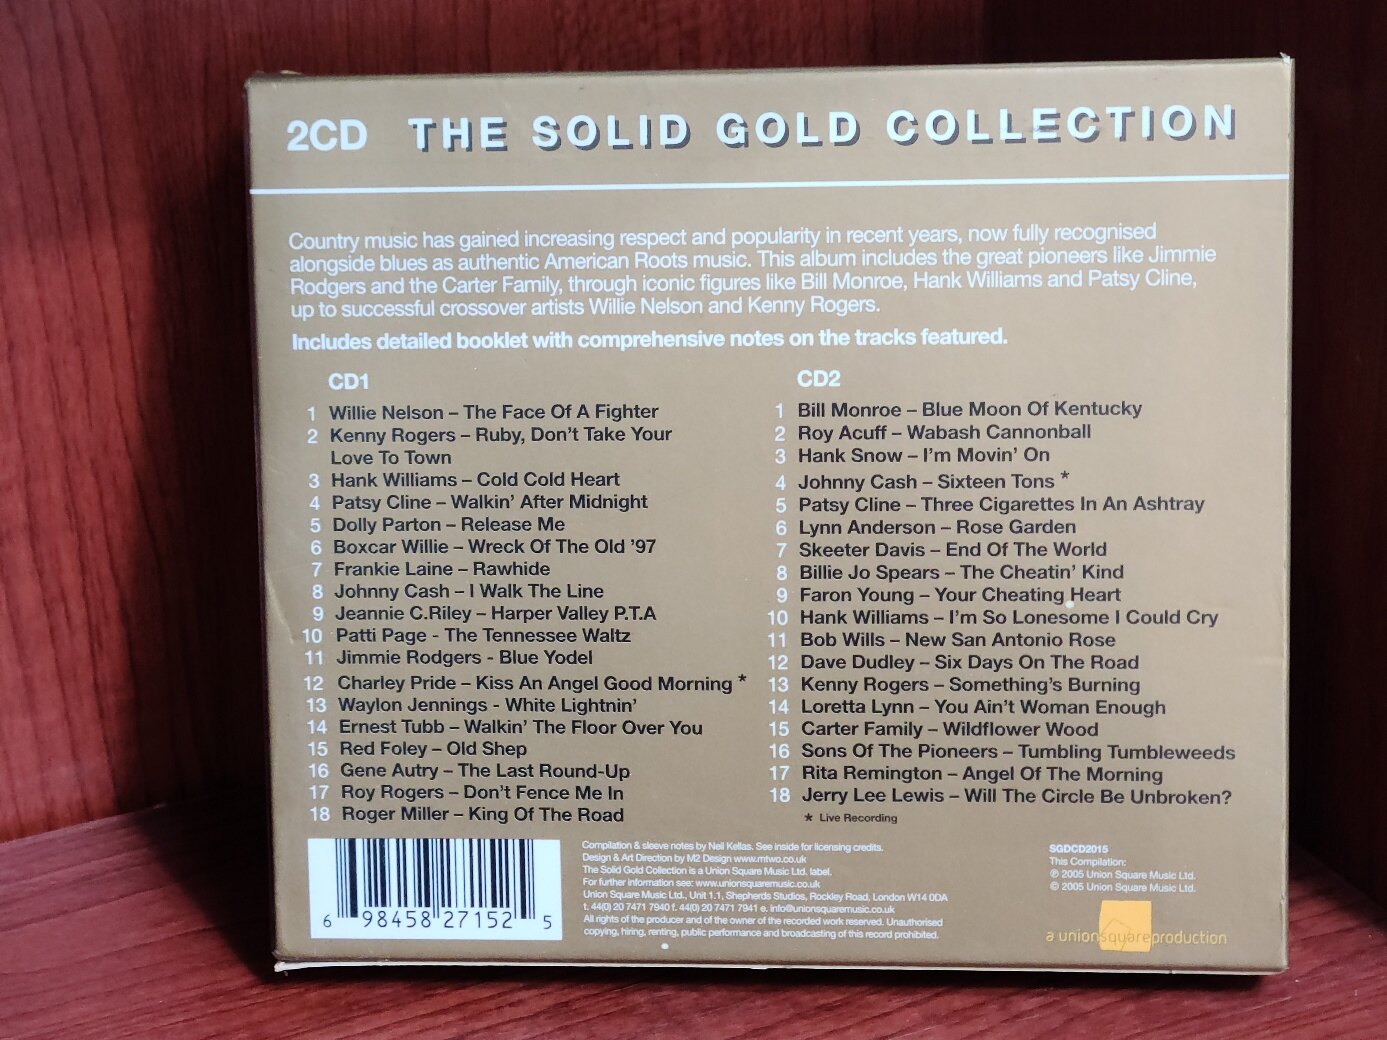 2CD THE SOLID GOLD COLLECTION
Country music has gained increasing respect and popularity in recent years, now fully recognised
alongside blues as authentic American Roots music. This album includes the great pioneers like Jimmie
Rodgers and the Carter Family, through iconic figures like Bill Monroe, Hank Williams and Patsy Cline,
up to successful crossover artists Willie Nelson and Kenny Rogers.
Includes detailed booklet with comprehensive notes on the tracks featured.
CD1
1 Willie Nelson – The Face Of A Fighter
2 Kenny Rogers – Ruby, Don't Take Your
Love To Town
3 Hank Williams – Cold Cold Heart
4 Patsy Cline – Walkin' After Midnight
5 Dolly Parton – Release Me
6 Boxcar Willie – Wreck Of The Old '97
7 Frankie Laine – Rawhide
8 Johnny Cash – I Walk The Line
9 Jeannie C.Riley – Harper Valley P.T.A
10 Patti Page - The Tennessee Waltz
11 Jimmie Rodgers - Blue Yodel
12 Charley Pride – Kiss An Angel Good Morning *
13 Waylon Jennings - White Lightnin'
14 Ernest Tubb – Walkin' The Floor Over You
15 Red Foley – Old Shep
16 Gene Autry – The Last Round-Up
17 Roy Rogers – Don't Fence Me In
18 Roger Miller – King Of The Road
CD2
1 Bill Monroe – Blue Moon Of Kentucky
2 Roy Acuff – Wabash Cannonball
3 Hank Snow – I'm Movin' On
4 Johnny Cash – Sixteen Tons *
5 Patsy Cline – Three Cigarettes In An Ashtray
6 Lynn Anderson – Rose Garden
7 Skeeter Davis – End Of The World
8 Billie Jo Spears – The Cheatin' Kind
9 Faron Young – Your Cheating Heart
10 Hank Williams – I'm So Lonesome I Could Cry
11 Bob Wills – New San Antonio Rose
12 Dave Dudley – Six Days On The Road
13 Kenny Rogers – Something's Burning
14 Loretta Lynn – You Ain't Woman Enough
15 Carter Family – Wildflower Wood
16 Sons Of The Pioneers – Tumbling Tumbleweeds
17 Rita Remington – Angel Of The Morning
18 Jerry Lee Lewis – Will The Circle Be Unbroken?
* Live Recording
6 98458 27152 5
Compilation & sleeve notes by Neil Kellas. See inside for licensing credits.
Design & Art Direction by M2 Design www.mtwo.co.uk
The Solid Gold Collection is a Union Square Music Ltd. label.
For further information see: www.unionsquaremusic.co.uk
Union Square Music Ltd., Unit 1.1, Shepherds Studios, Rockley Road, London W14 0DA
t. 44(0) 20 7471 7940 f. 44(0) 20 7471 7941 e. info@unionsquaremusic.co.uk
All rights of the producer and of the owner of the recorded work reserved. Unauthorised
copying, hiring, renting, public performance and broadcasting of this record prohibited.
SGDCD2015
This Compilation:
℗ 2005 Union Square Music Ltd.
© 2005 Union Square Music Ltd.
a unionsquareproduction